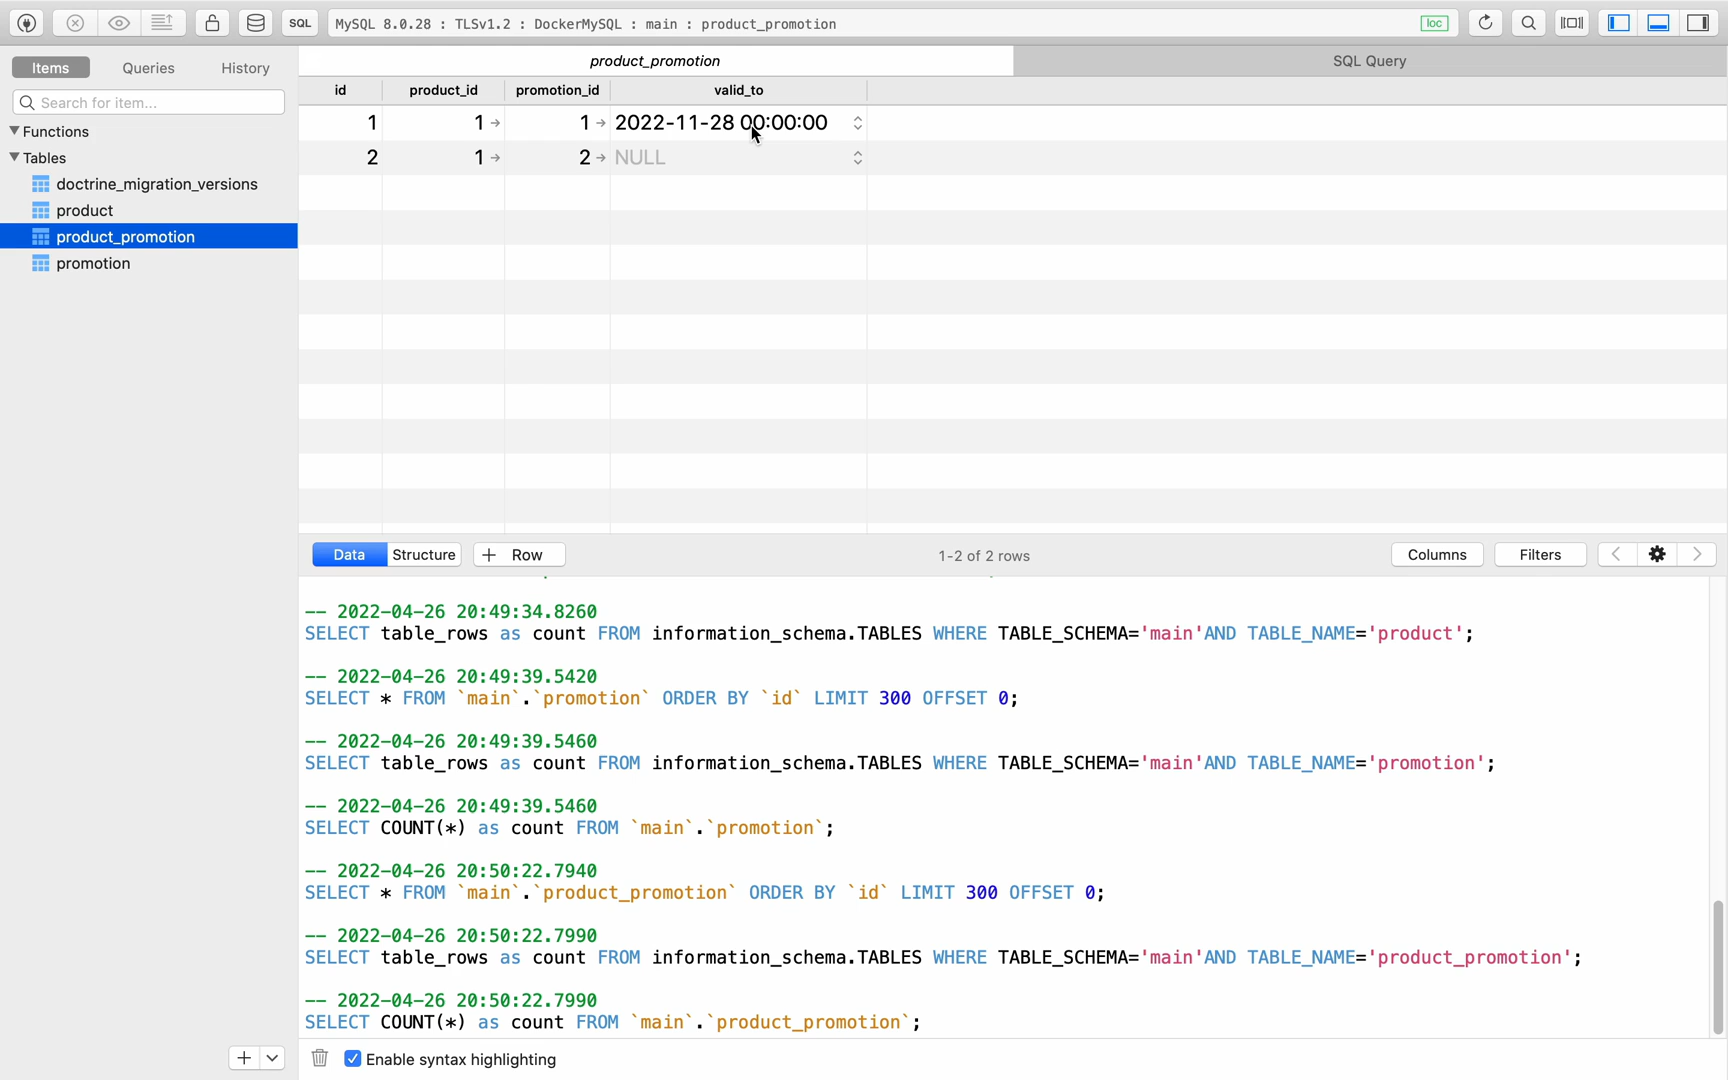 SQL
MySQL 8.0.28 : TLSv1.2 : DockerMySQL : main : product_promotion
loc
Items
Queries
History
product_promotion
SQL Query
Search for item...
Functions
Tables
doctrine_migration_versions
product
product_promotion
promotion
id
product_id
promotion_id
valid_to
1
1
1
2022-11-28 00:00:00
2
1
2
NULL
Data
Structure
+ Row
1-2 of 2 rows
Columns
Filters
-- 2022-04-26 20:49:34.8260
SELECT table_rows as count FROM information_schema.TABLES WHERE TABLE_SCHEMA='main'AND TABLE_NAME='product';
-- 2022-04-26 20:49:39.5420
SELECT * FROM `main`.`promotion` ORDER BY `id` LIMIT 300 OFFSET 0;
-- 2022-04-26 20:49:39.5460
SELECT table_rows as count FROM information_schema.TABLES WHERE TABLE_SCHEMA='main'AND TABLE_NAME='promotion';
-- 2022-04-26 20:49:39.5460
SELECT COUNT(*) as count FROM `main`.`promotion`;
-- 2022-04-26 20:50:22.7940
SELECT * FROM `main`.`product_promotion` ORDER BY `id` LIMIT 300 OFFSET 0;
-- 2022-04-26 20:50:22.7990
SELECT table_rows as count FROM information_schema.TABLES WHERE TABLE_SCHEMA='main'AND TABLE_NAME='product_promotion';
-- 2022-04-26 20:50:22.7990
SELECT COUNT(*) as count FROM `main`.`product_promotion`;
Enable syntax highlighting